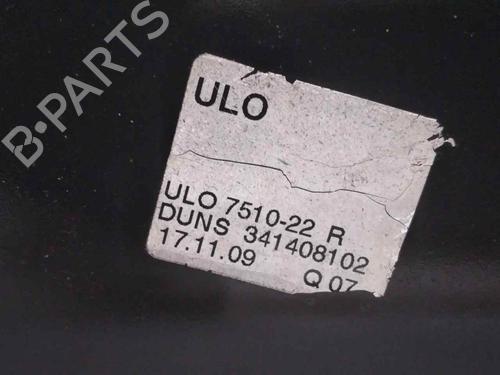 B-PARTS
ULO
ULO 7510-22 R
DUNS 341408102
17.11.09 Q 07